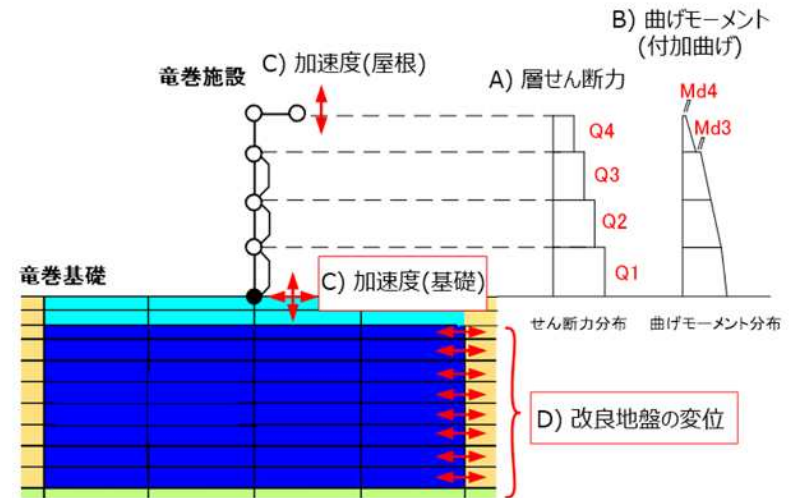 B) 曲げモーメント
(付加曲げ)
C) 加速度(屋根)
竜巻施設
A) 層せん断力
Md4
Md3
Q4
Q3
Q2
Q1
竜巻基礎
C) 加速度(基礎)
せん断力分布
曲げモーメント分布
D) 改良地盤の変位